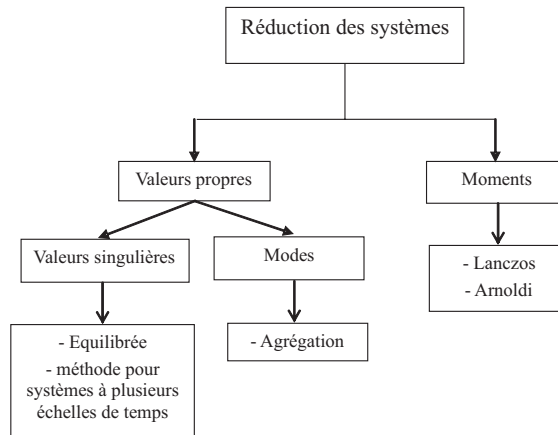 Réduction des systèmes
Valeurs propres
Moments
Valeurs singulières
Modes
- Lanczos
- Arnoldi
- Equilibrée
- méthode pour
systèmes à plusieurs
échelles de temps
- Agrégation